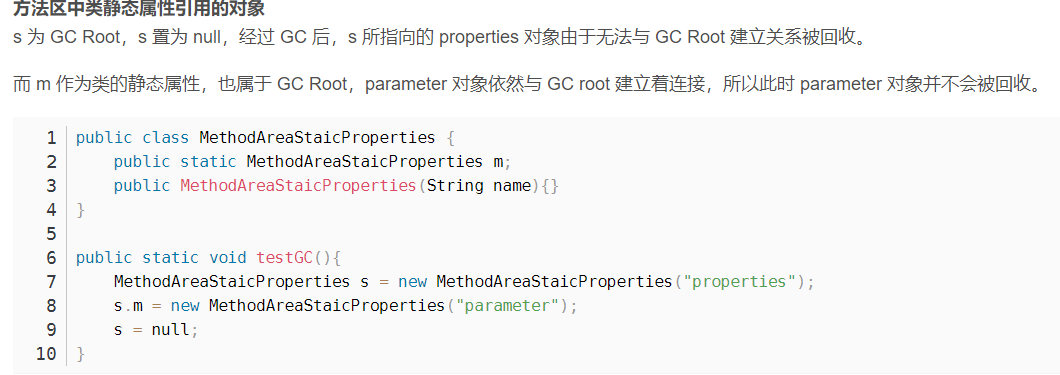 方法区中类静态属性引用的对象
s 为 GC Root，s 置为 null，经过 GC 后，s 所指向的 properties 对象由于无法与 GC Root 建立关系被回收。
而 m 作为类的静态属性，也属于 GC Root，parameter 对象依然与 GC root 建立着连接，所以此时 parameter 对象并不会被回收。
1 public class MethodAreaStaicProperties {
2     public static MethodAreaStaicProperties m;
3     public MethodAreaStaicProperties(String name){}
4 }
5
6 public static void testGC(){
7     MethodAreaStaicProperties s = new MethodAreaStaicProperties("properties");
8     s.m = new MethodAreaStaicProperties("parameter");
9     s = null;
10 }